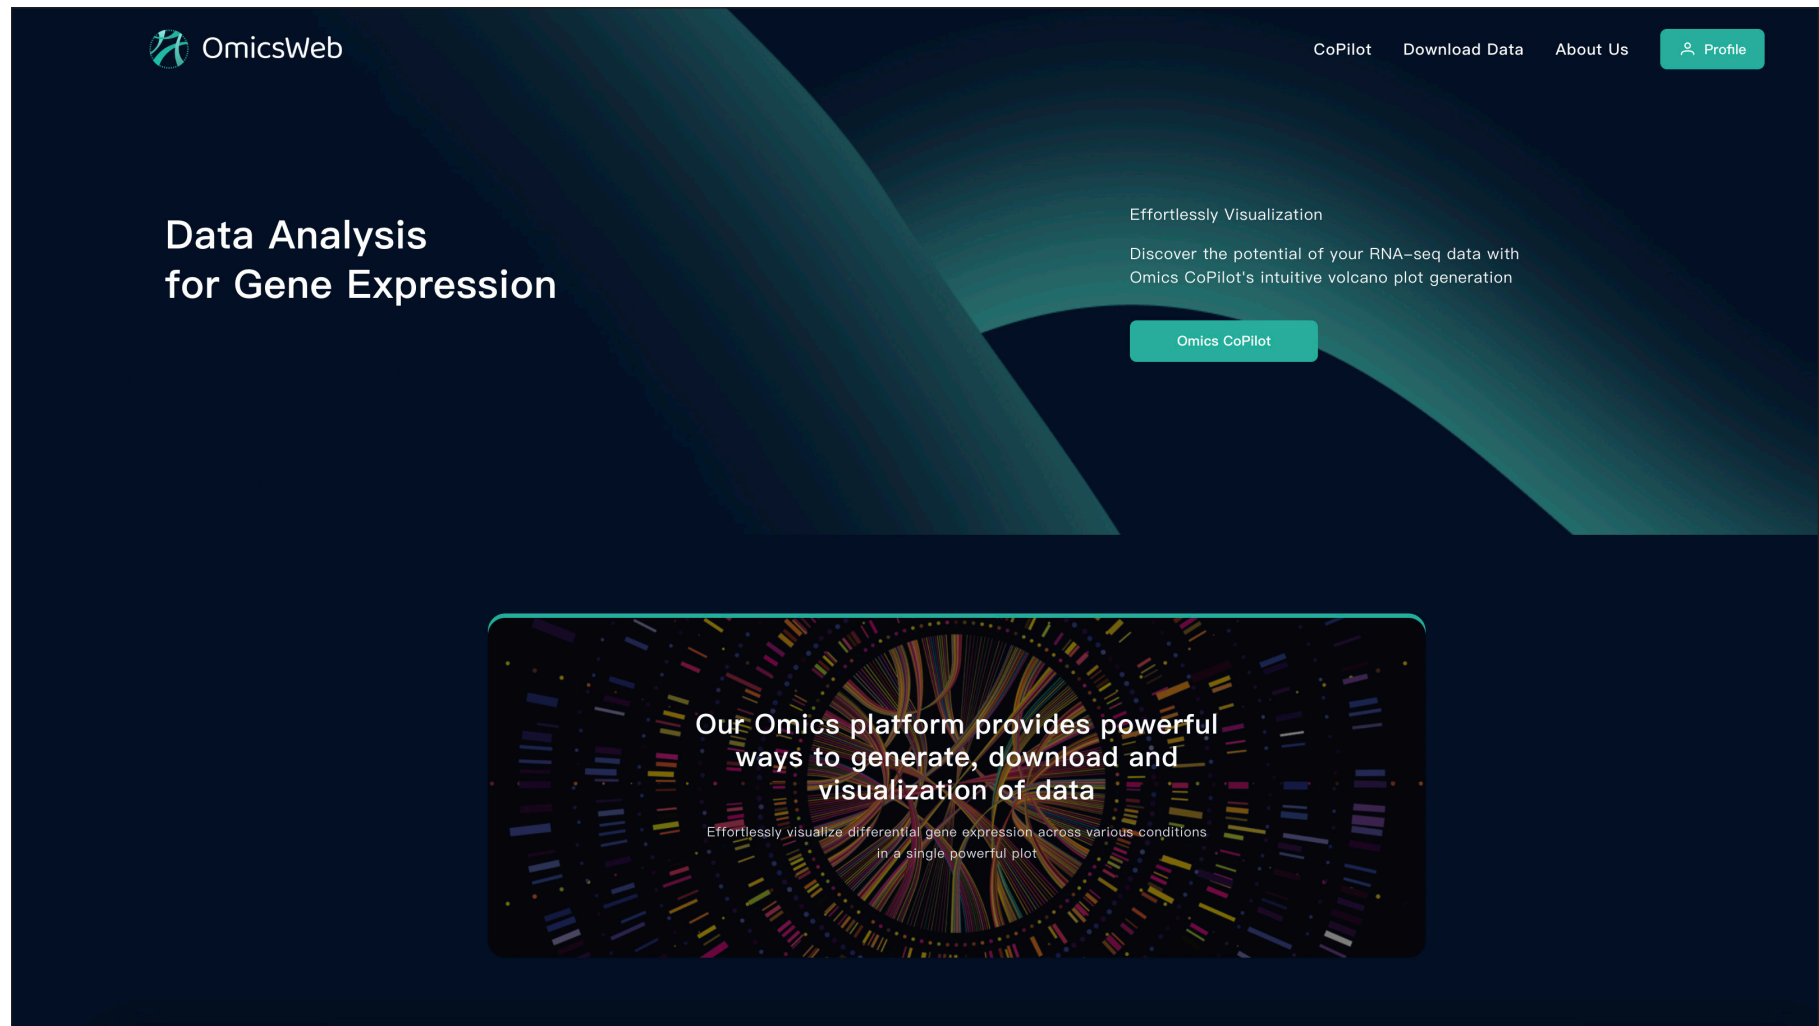 OmicsWeb
CoPilot
Download Data
About Us
Profile
Data Analysis
for Gene Expression
Effortlessly Visualization
Discover the potential of your RNA-seq data with
Omics CoPilot's intuitive volcano plot generation
Omics CoPilot
Our Omics platform provides powerful
ways to generate, download and
visualization of data
Effortlessly visualize differential gene expression across various conditions
in a single powerful plot